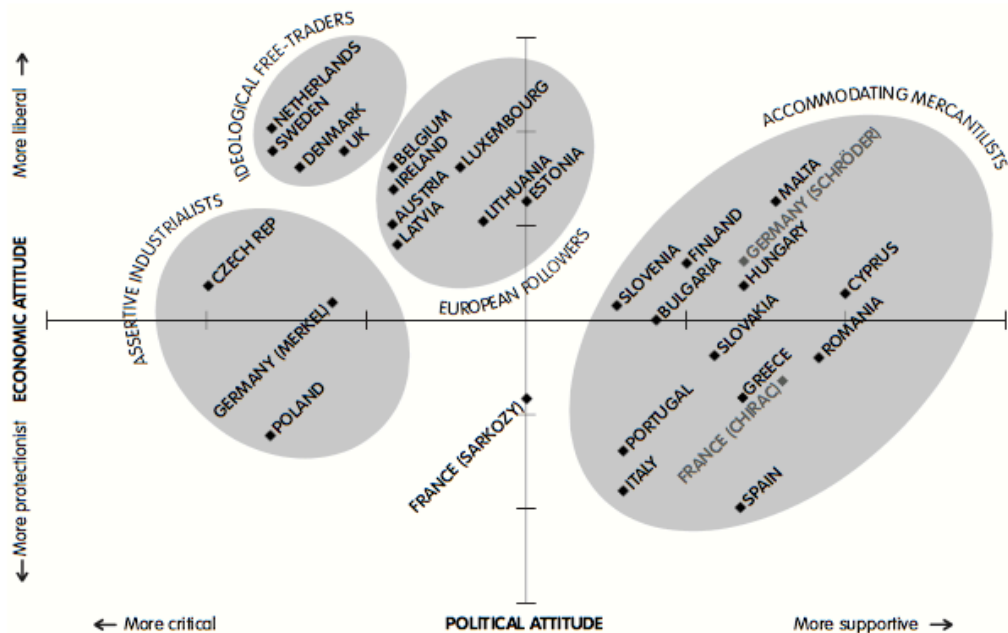 IDEOLOGICAL FREE-TRADERS
NETHERLANDS
SWEDEN
DENMARK
UK
BELGIUM
IRELAND
AUSTRIA
LATVIA
LUXEMBOURG
LITHUANIA
ESTONIA
EUROPEAN FOLLOWERS
ACCOMMODATING MERCANTILISTS
MALTA
GERMANY (SCHRÖDER)
FINLAND
HUNGARY
SLOVENIA
BULGARIA
CYPRUS
SLOVAKIA
ROMANIA
GREECE
FRANCE (CHIRAC)
PORTUGAL
ITALY
SPAIN
ASSERTIVE INDUSTRIALISTS
CZECH REP
GERMANY (MERKEL)
POLAND
FRANCE (SARKOZY)
More liberal →
ECONOMIC ATTITUDE
← More protectionist
← More critical
POLITICAL ATTITUDE
More supportive →